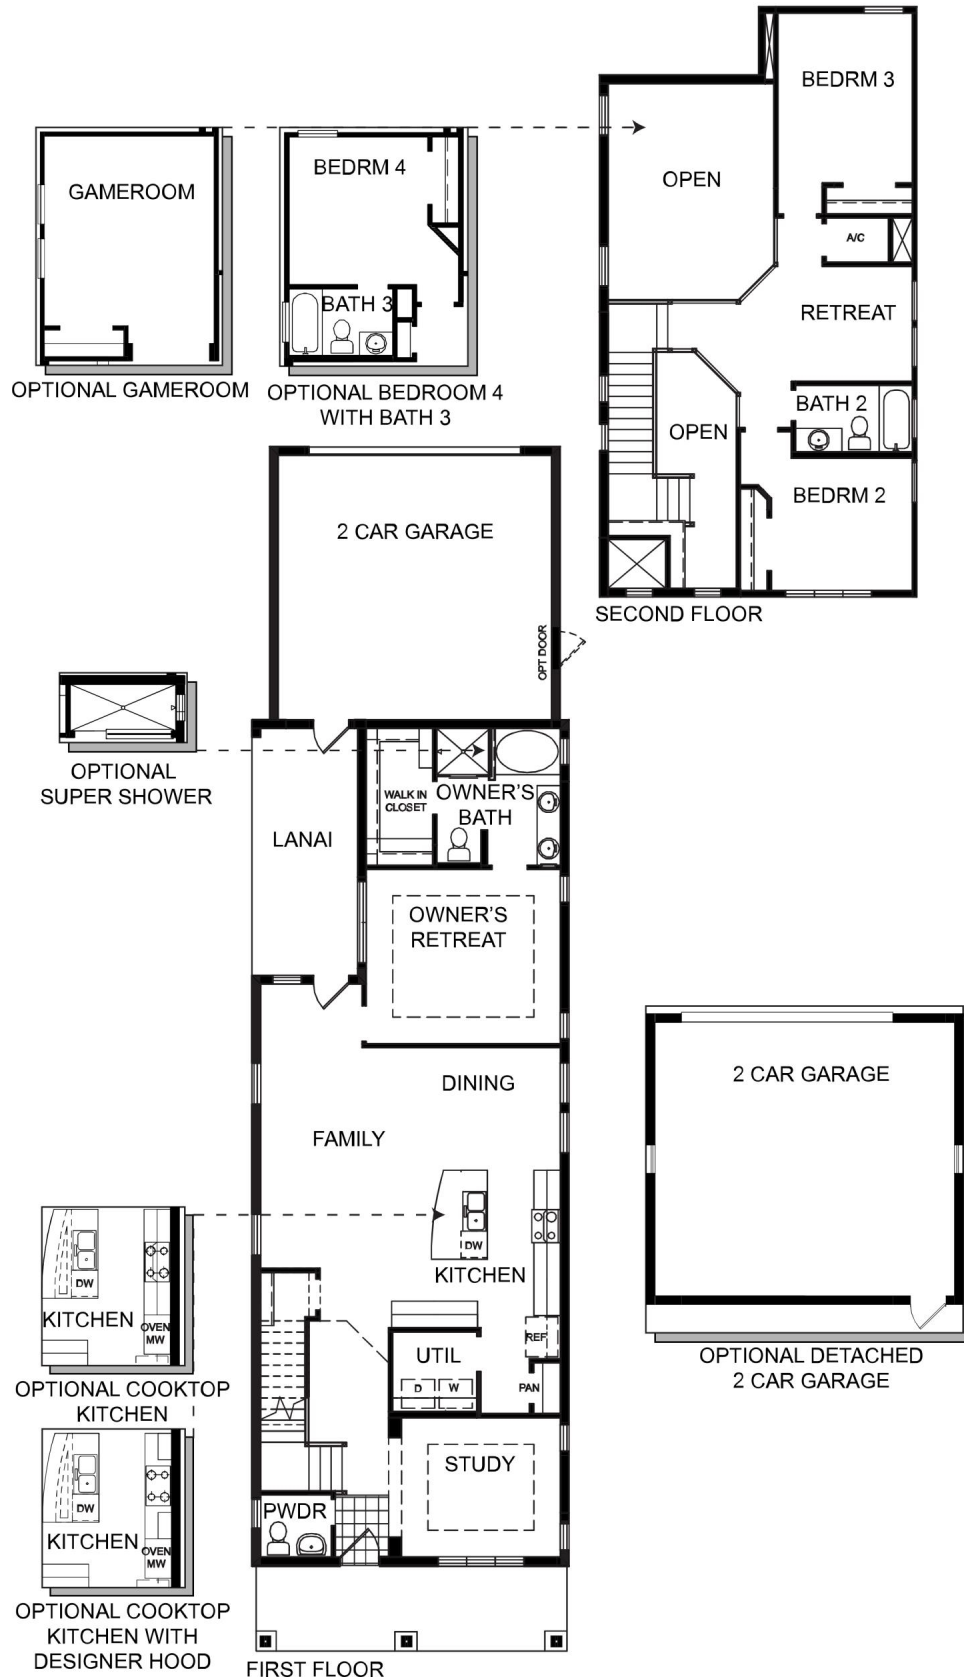 BEDRM 3
OPEN
A/C
RETREAT
BATH 2
OPEN
BEDRM 2
SECOND FLOOR
GAMEROOM
OPTIONAL GAMEROOM
BEDRM 4
BATH 3
OPTIONAL BEDROOM 4
WITH BATH 3
2 CAR GARAGE
OPT DOOR
OPTIONAL
SUPER SHOWER
WALK IN
CLOSET
OWNER'S
BATH
LANAI
OWNER'S
RETREAT
DINING
FAMILY
DW
KITCHEN
REF
UTIL
D
W
PAN
STUDY
PWDR
FIRST FLOOR
2 CAR GARAGE
OPTIONAL DETACHED
2 CAR GARAGE
DW
KITCHEN
OVEN
MW
OPTIONAL COOKTOP
KITCHEN
DW
KITCHEN
OVEN
MW
OPTIONAL COOKTOP
KITCHEN WITH
DESIGNER HOOD